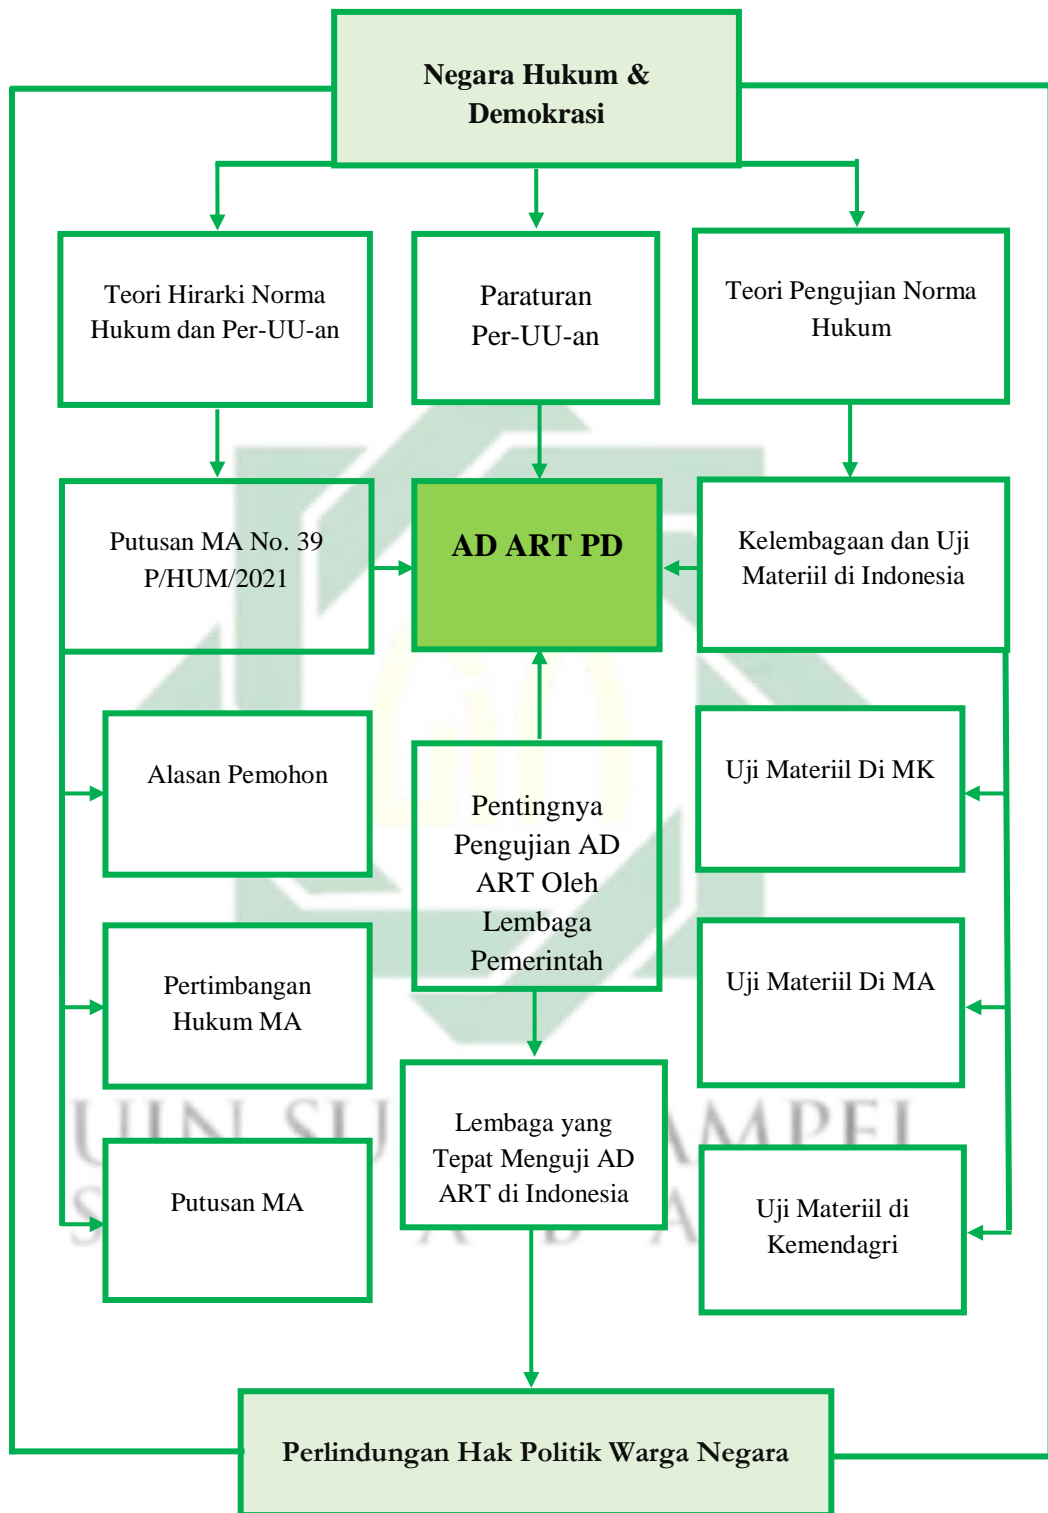 Negara Hukum &
Demokrasi
Teori Hirarki Norma
Hukum dan Per-UU-an
Paraturan
Per-UU-an
Teori Pengujian Norma
Hukum
Putusan MA No. 39
P/HUM/2021
AD ART PD
Kelembagaan dan Uji
Materiil di Indonesia
Alasan Pemohon
Pentingnya
Pengujian AD
ART Oleh
Lembaga
Pemerintah
Uji Materiil Di MK
Pertimbangan
Hukum MA
Uji Materiil Di MA
Lembaga yang
Tepat Menguji AD
ART di Indonesia
Putusan MA
Uji Materiil di
Kemendagri
UIN SU AMPEL
S A B A
Perlindungan Hak Politik Warga Negara